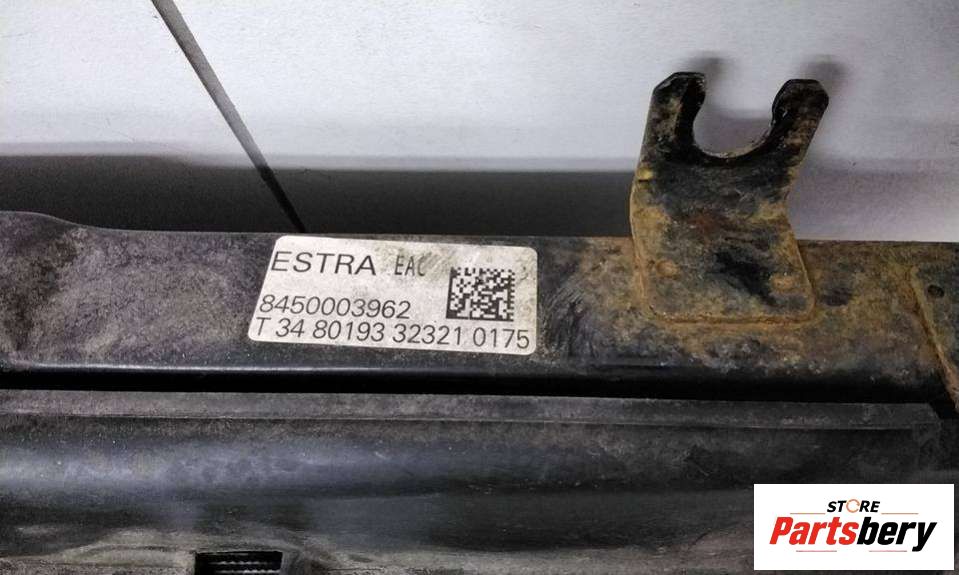 ESTRA EAC
8450003962
T 34 80193 32321 0175
STORE
Partsbery